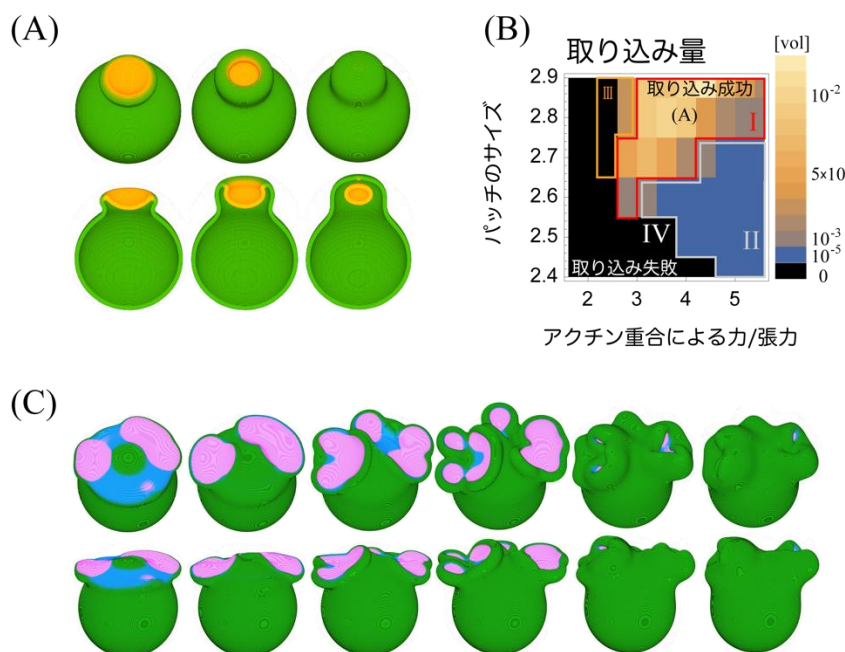 (A)
(B)
取り込み量
[vol]
2.9
2.8
2.7
2.6
2.5
2.4
パッチのサイズ
III
取り込み成功
(A)
I
IV
II
取り込み失敗
10⁻²
5×10
10⁻³
10⁻⁵
0
2 3 4 5
アクチン重合による力/張力
(C)